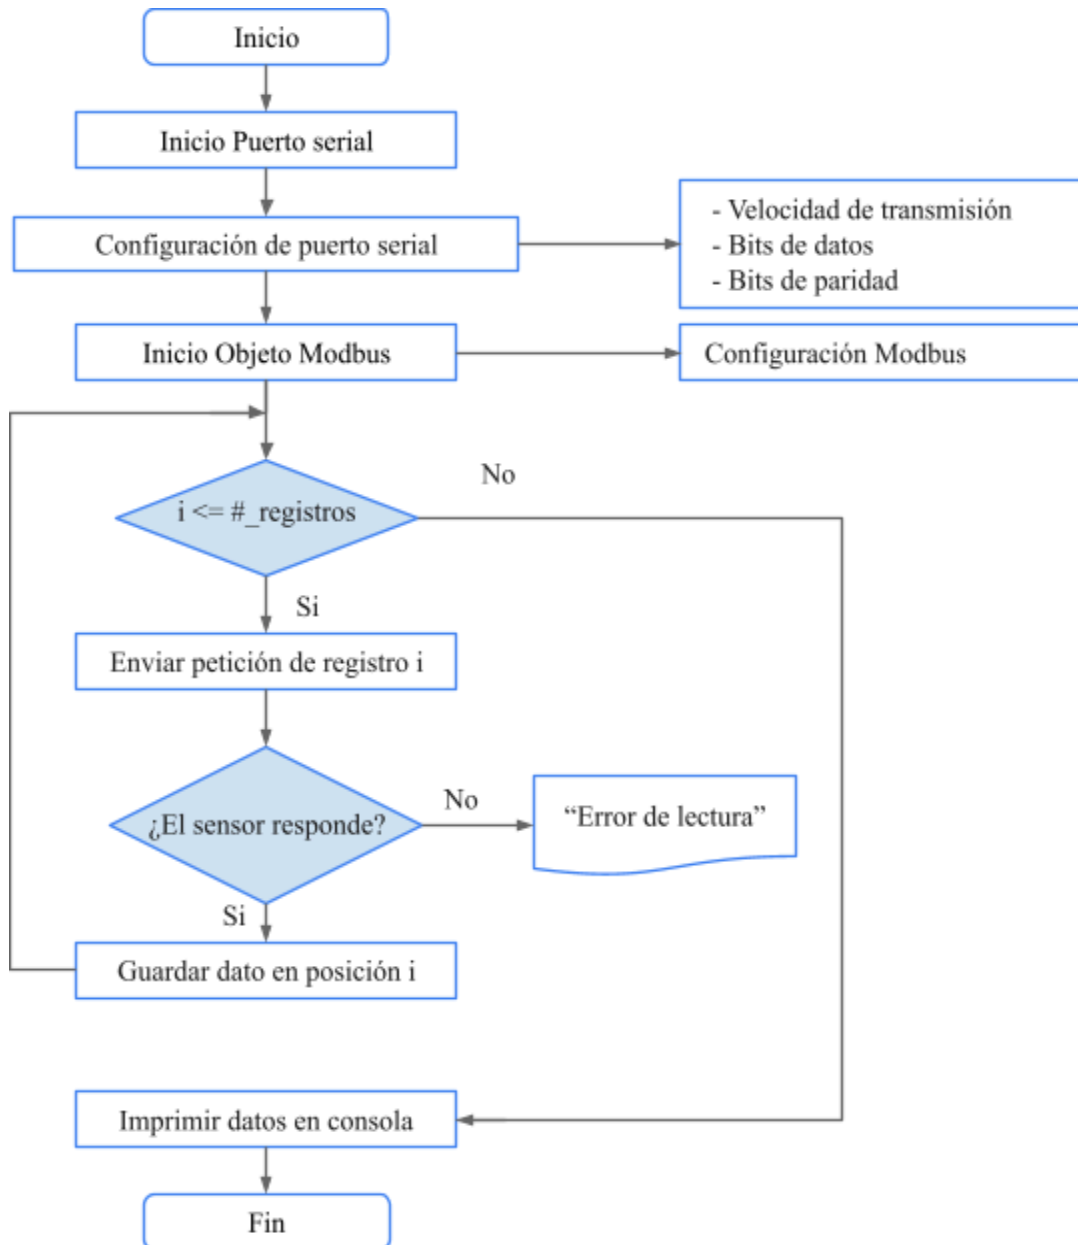 Inicio
Inicio Puerto serial
Configuración de puerto serial
- Velocidad de transmisión
- Bits de datos
- Bits de paridad
Inicio Objeto Modbus
Configuración Modbus
i <= #_registros
No
Si
Enviar petición de registro i
¿El sensor responde?
No
“Error de lectura”
Si
Guardar dato en posición i
Imprimir datos en consola
Fin